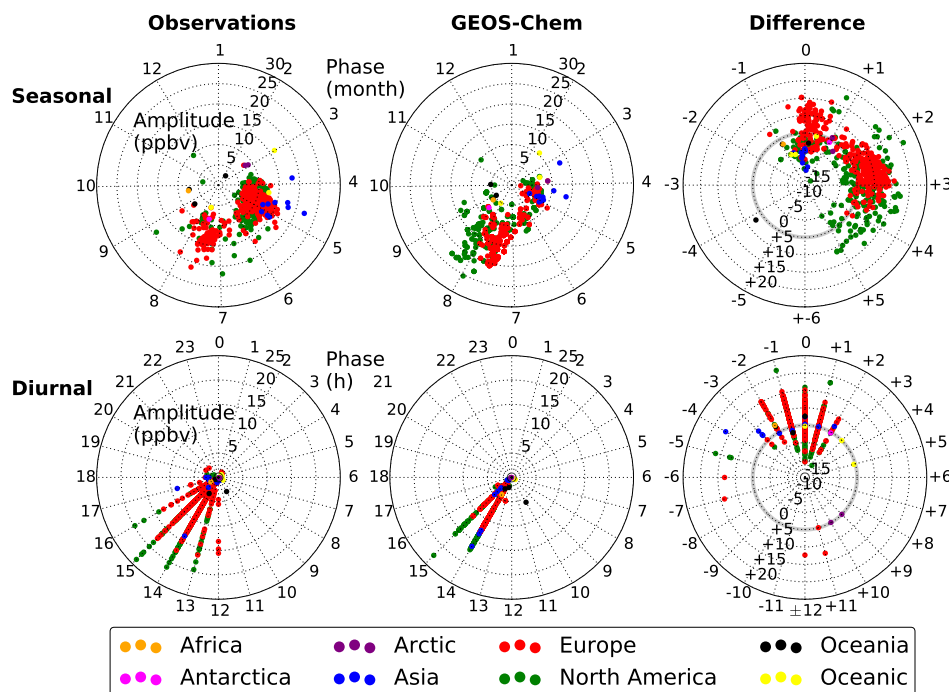 Observations
GEOS-Chem
Difference
Seasonal
Amplitude
(ppbv)
1 2 3 4 5 6 7 8 9 10 11 12
5 10 15 20 25 30
Phase
(month)
1 2 3 4 5 6 7 8 9 10 11 12
5 10 15 20 25 30
0 +1 +2 +3 +4 +5 +-6 -5 -4 -3 -2 -1
-15 -10 -5 0 +5 +10 +15 +20
Diurnal
Amplitude
(ppbv)
0 1 2 3 4 5 6 7 8 9 10 11 12 13 14 15 16 17 18 19 20 21 22 23
5 10 15 20 25
Phase
(h)
0 1 2 3 4 5 6 7 8 9 10 11 12 13 14 15 16 17 18 19 20 21 22 23
5 10 15 20 25
0 +1 +2 +3 +4 +5 +6 +7 +8 +9 +10 +11 ±12 -11 -10 -9 -8 -7 -6 -5 -4 -3 -2 -1
-15 -10 -5 0 +5 +10 +15 +20
Africa Arctic Europe Oceania
Antarctica Asia North America Oceanic